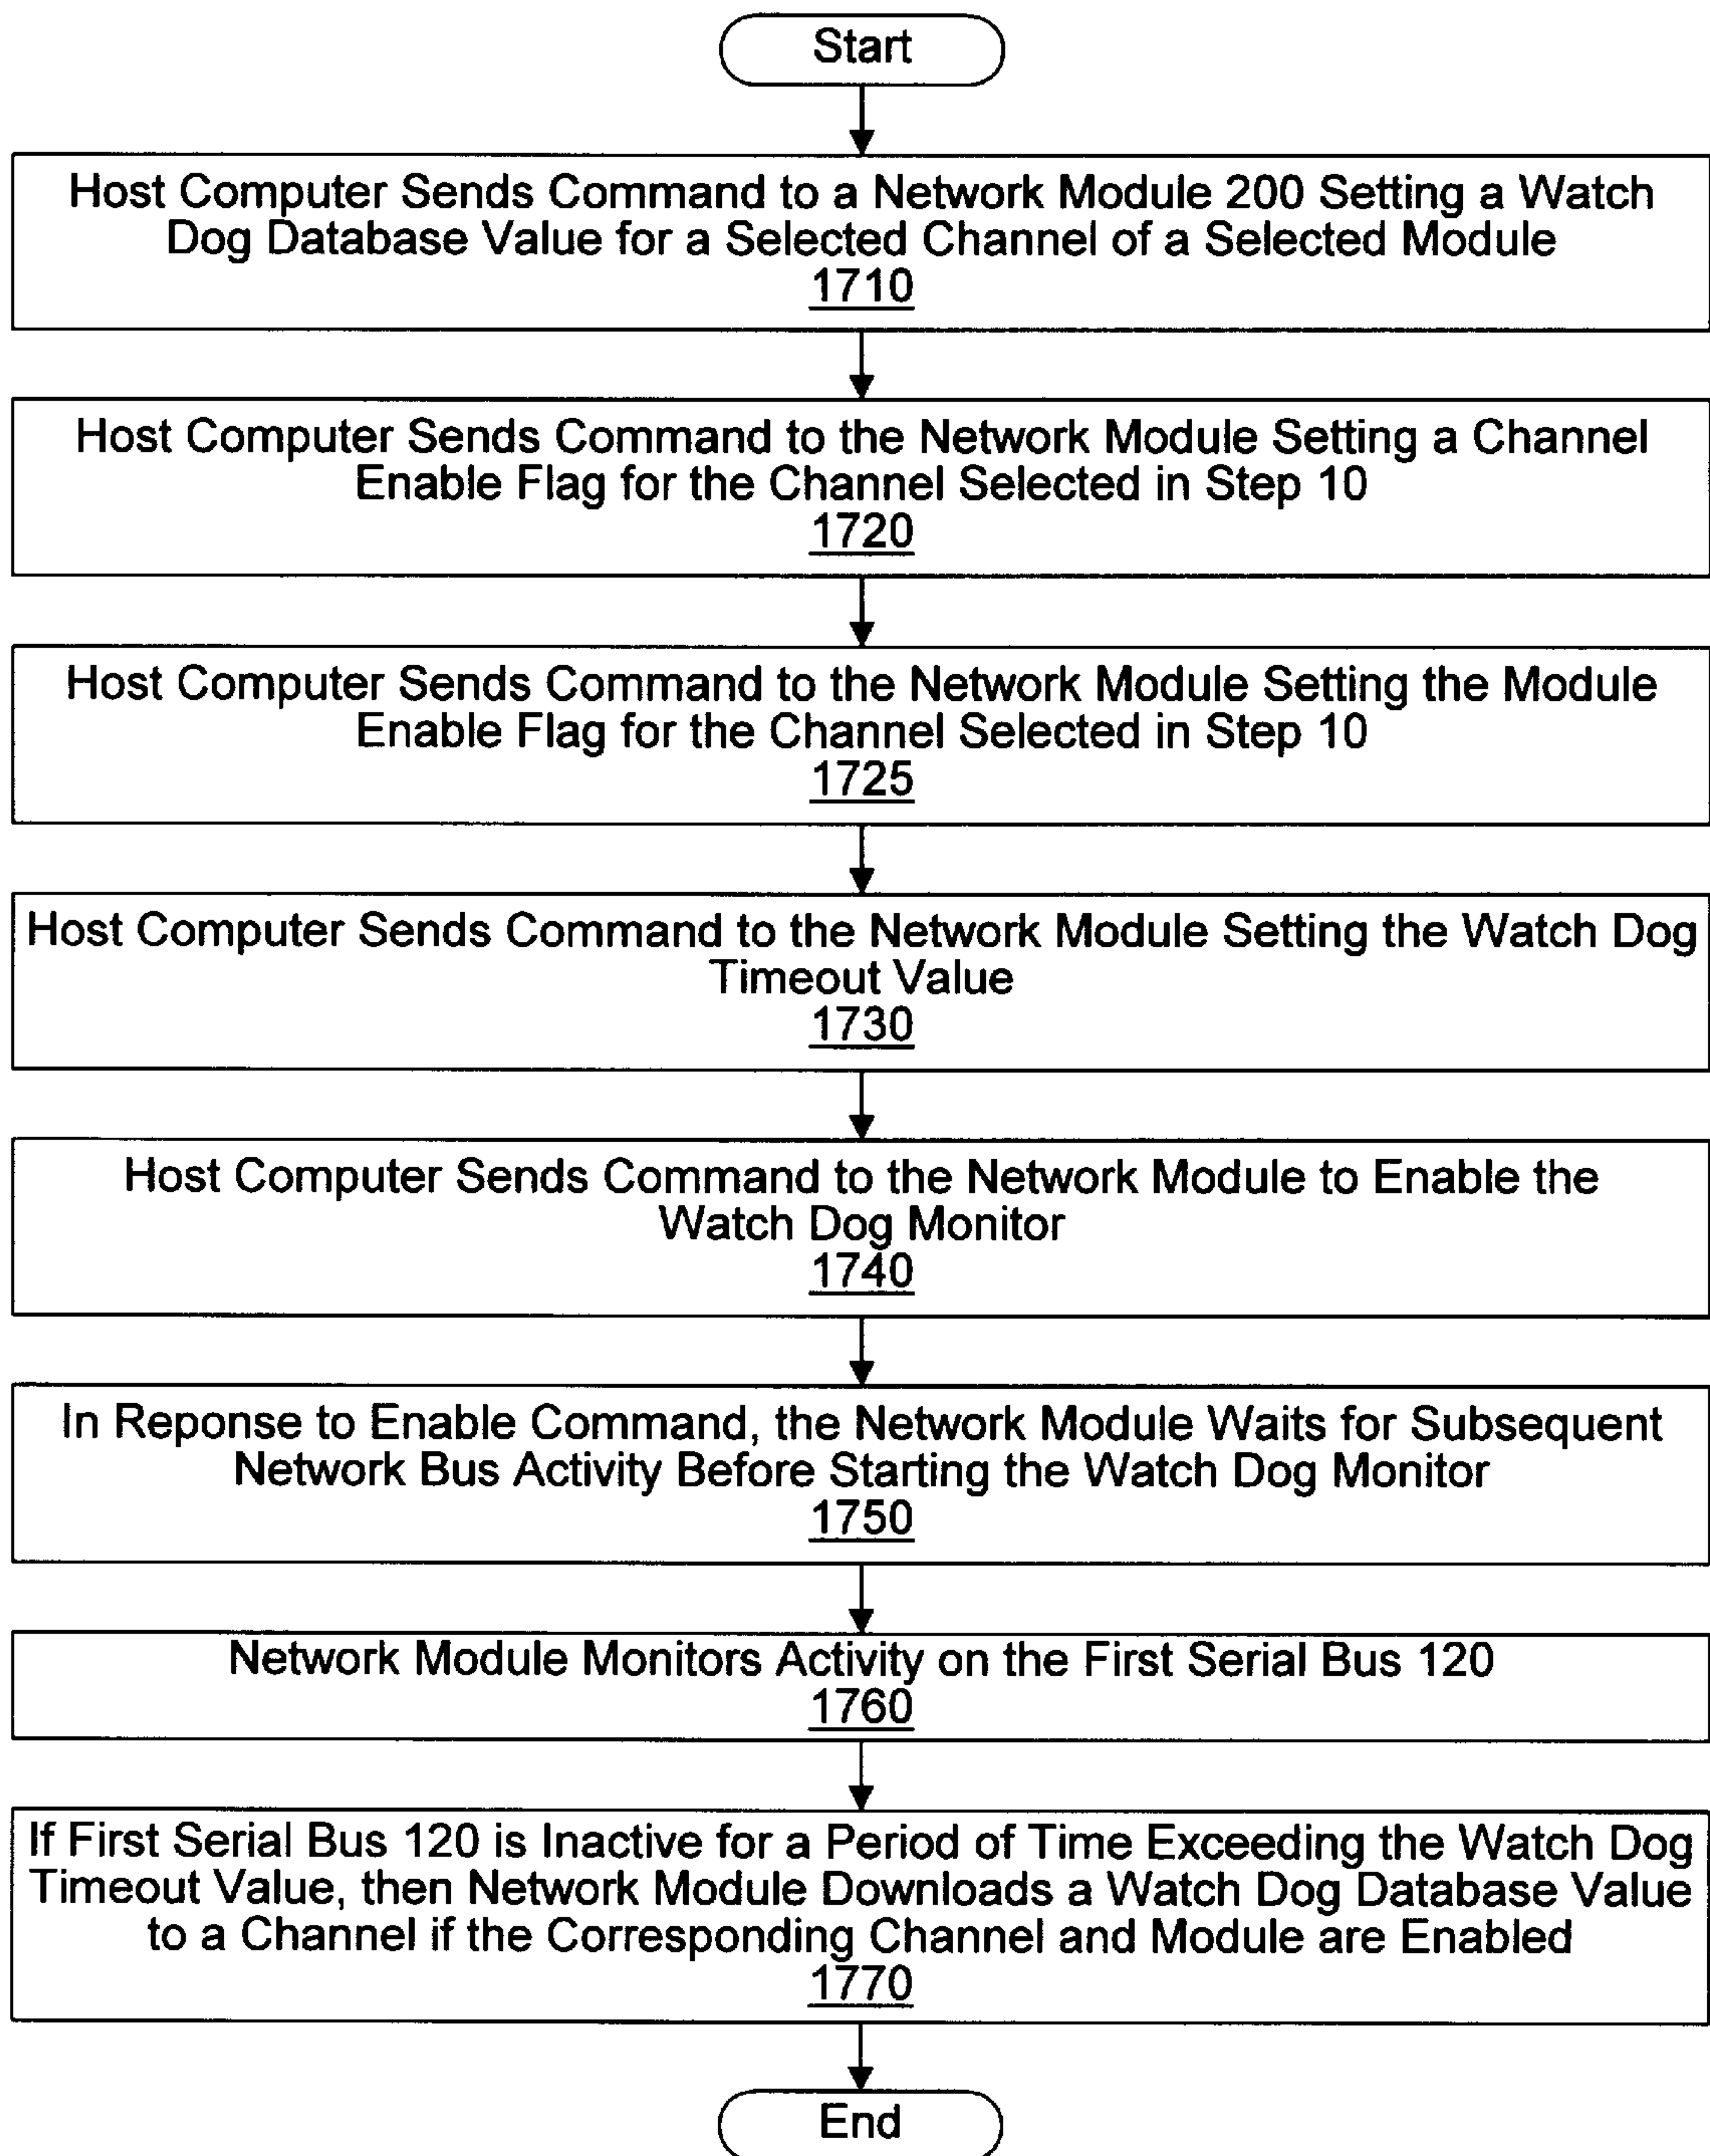 Start
Host Computer Sends Command to a Network Module 200 Setting a Watch
Dog Database Value for a Selected Channel of a Selected Module
1710
Host Computer Sends Command to the Network Module Setting a Channel
Enable Flag for the Channel Selected in Step 10
1720
Host Computer Sends Command to the Network Module Setting the Module
Enable Flag for the Channel Selected in Step 10
1725
Host Computer Sends Command to the Network Module Setting the Watch Dog
Timeout Value
1730
Host Computer Sends Command to the Network Module to Enable the
Watch Dog Monitor
1740
In Reponse to Enable Command, the Network Module Waits for Subsequent
Network Bus Activity Before Starting the Watch Dog Monitor
1750
Network Module Monitors Activity on the First Serial Bus 120
1760
If First Serial Bus 120 is Inactive for a Period of Time Exceeding the Watch Dog
Timeout Value, then Network Module Downloads a Watch Dog Database Value
to a Channel if the Corresponding Channel and Module are Enabled
1770
End